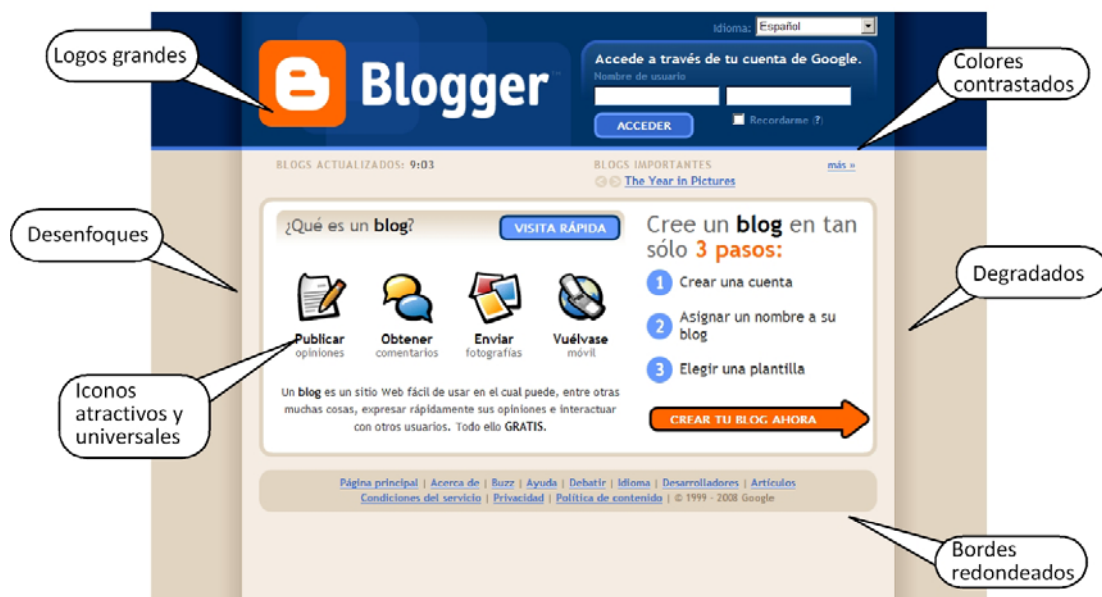 Logos grandes
Idioma: Español
Blogger™
Accede a través de tu cuenta de Google.
Nombre de usuario
ACCEDER
Recordarme (?)
Colores
contrastados
BLOGS ACTUALIZADOS: 9:03
BLOGS IMPORTANTES
más »
The Year in Pictures
Desenfoques
¿Qué es un blog?
VISITA RÁPIDA
Publicar
opiniones
Obtener
comentarios
Enviar
fotografías
Vuélvase
móvil
Un blog es un sitio Web fácil de usar en el cual puede, entre otras
muchas cosas, expresar rápidamente sus opiniones e interactuar
con otros usuarios. Todo ello GRATIS.
Cree un blog en tan
sólo 3 pasos:
1 Crear una cuenta
2 Asignar un nombre a su
blog
3 Elegir una plantilla
CREAR TU BLOG AHORA
Degradados
Iconos
atractivos y
universales
Página principal | Acerca de | Buzz | Ayuda | Debatir | Idioma | Desarrolladores | Artículos
Condiciones del servicio | Privacidad | Política de contenido | © 1999 - 2008 Google
Bordes
redondeados